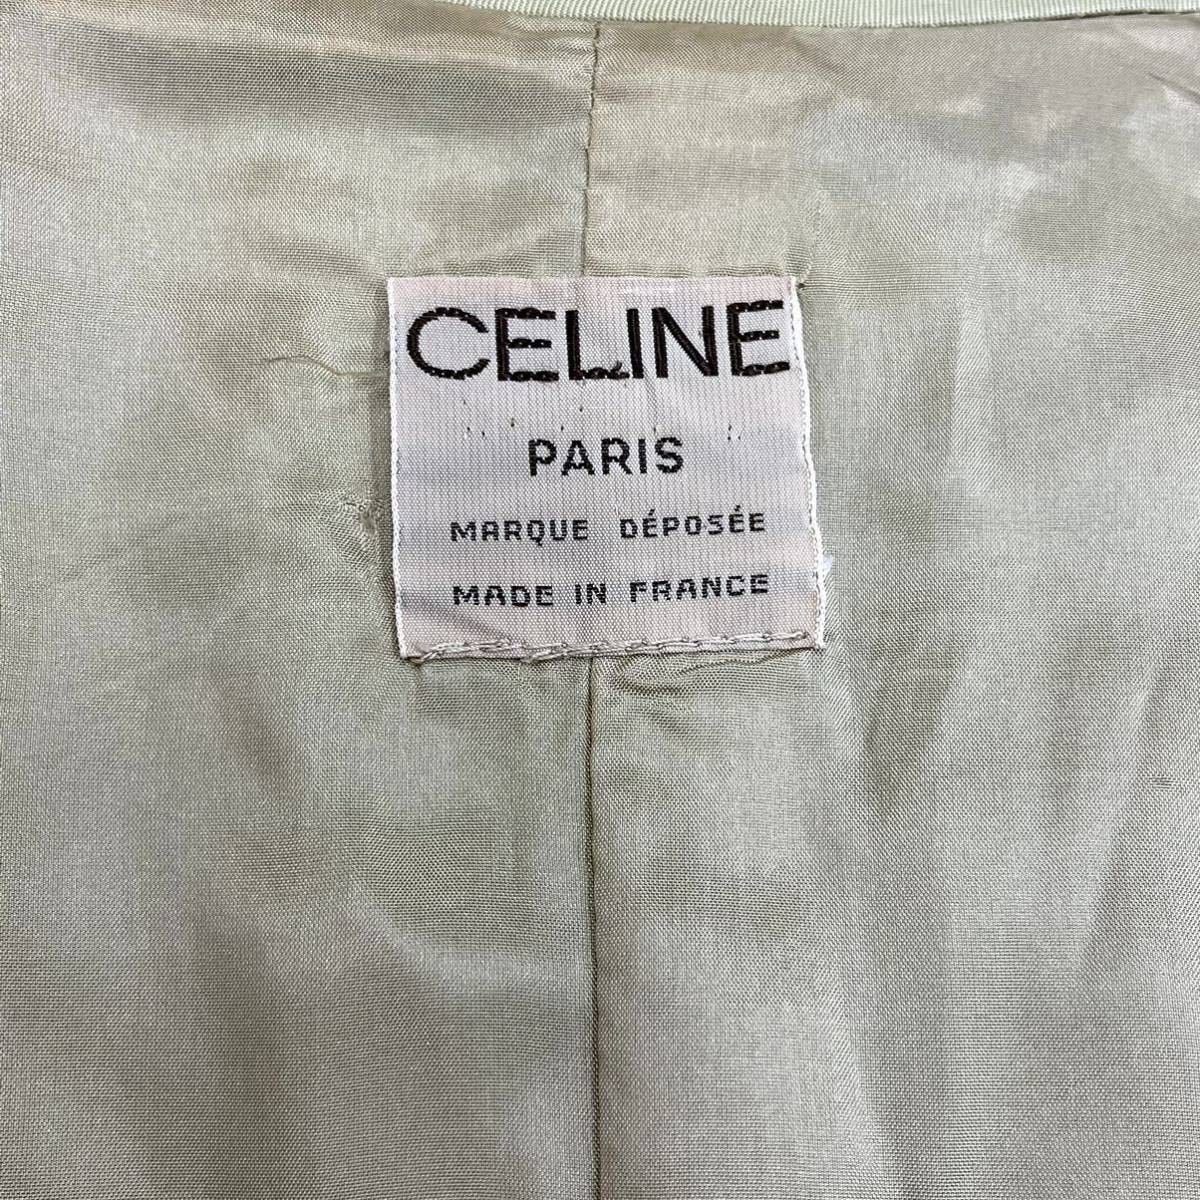 CELINE
PARIS
MARQUE DÉPOSÉE
MADE IN FRANCE